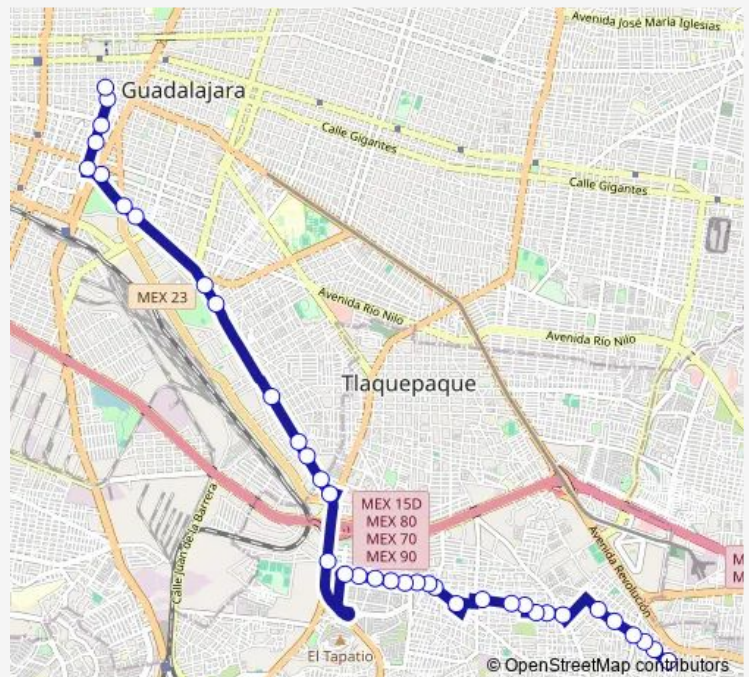 Avenida José María Iglesias
Guadalajara
Calle Gigantes
Calle Gigantes
MEX 23
Avenida Río Nilo
Avenida Río Nilo
Tlaquepaque
MEX 15D
MEX 80
MEX 70
MEX 90
Calle Juan de la Barrera
M
M
Avenida Revolución
El Tapatío
© OpenStreetMap contributors